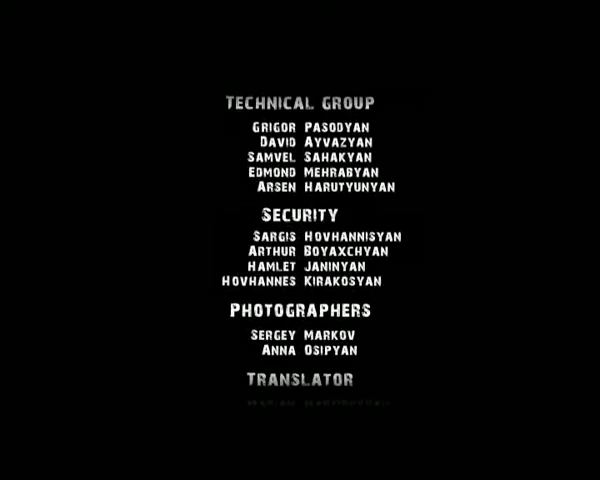 TECHNICAL GROUP
GRIGOR PASODYAN
DAVID AYVAZYAN
SAMVEL SAHAKYAN
EDMOND MEHRABYAN
ARSEN HARUTYUNYAN
SECURITY
SARGIS HOVHANNISYAN
ARTHUR BOYAXCHYAN
HAMLET JANINYAN
HOVHANNES KIRAKOSYAN
PHOTOGRAPHERS
SERGEY MARKOV
ANNA OSIPYAN
TRANSLATOR